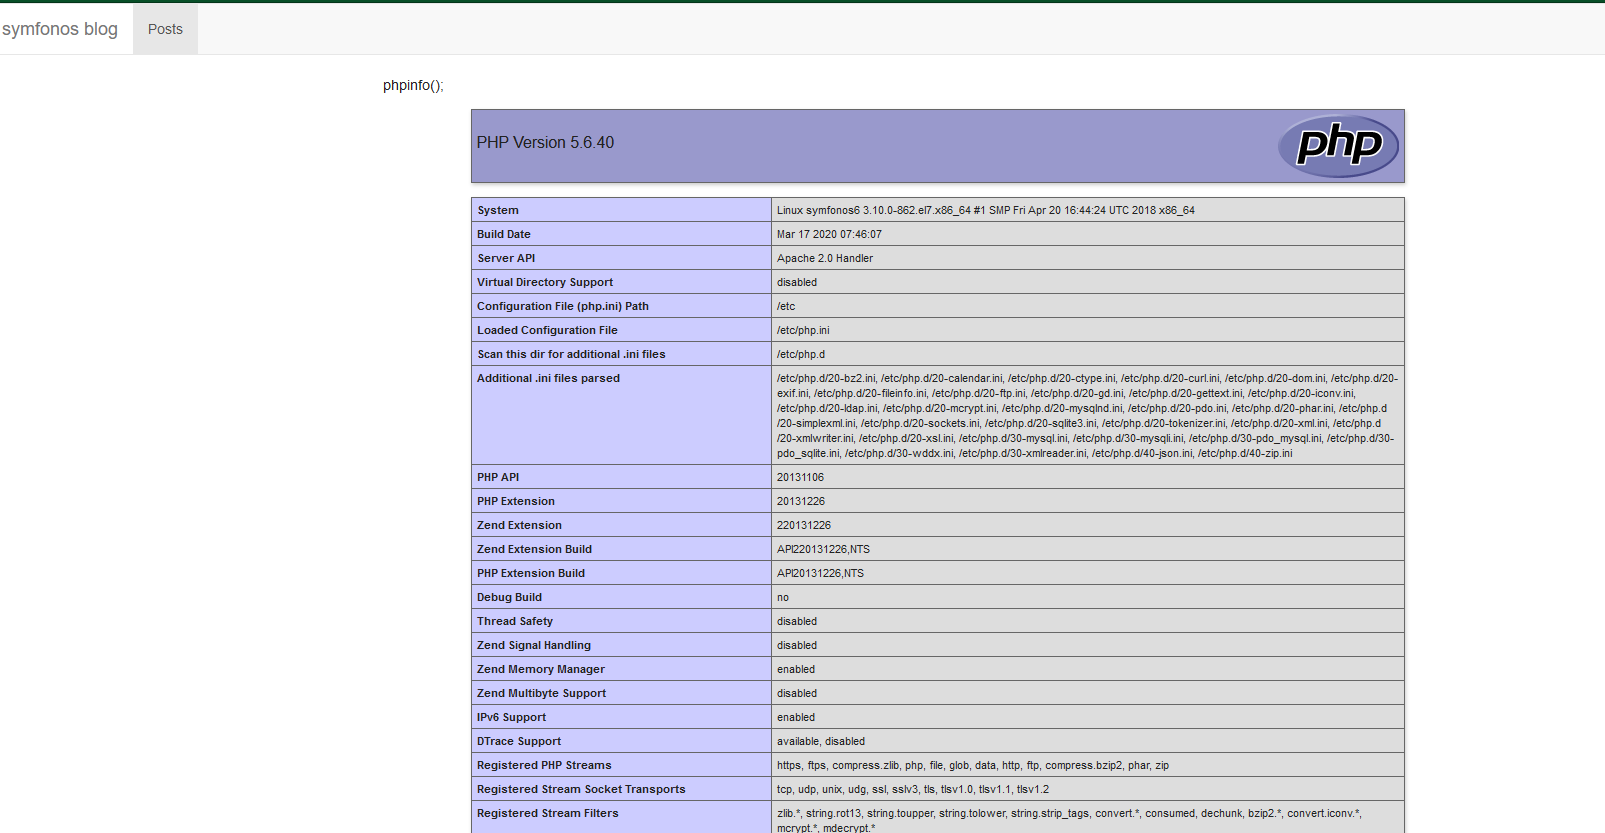 symfonos blog Posts
phpinfo();
PHP Version 5.6.40 php
System Linux symfonos6 3.10.0-862.el7.x86_64 #1 SMP Fri Apr 20 16:44:24 UTC 2018 x86_64
Build Date Mar 17 2020 07:46:07
Server API Apache 2.0 Handler
Virtual Directory Support disabled
Configuration File (php.ini) Path /etc
Loaded Configuration File /etc/php.ini
Scan this dir for additional .ini files /etc/php.d
Additional .ini files parsed /etc/php.d/20-bz2.ini, /etc/php.d/20-calendar.ini, /etc/php.d/20-ctype.ini, /etc/php.d/20-curl.ini, /etc/php.d/20-dom.ini, /etc/php.d/20-
exif.ini, /etc/php.d/20-fileinfo.ini, /etc/php.d/20-ftp.ini, /etc/php.d/20-gd.ini, /etc/php.d/20-gettext.ini, /etc/php.d/20-iconv.ini,
/etc/php.d/20-ldap.ini, /etc/php.d/20-mcrypt.ini, /etc/php.d/20-mysqlnd.ini, /etc/php.d/20-pdo.ini, /etc/php.d/20-phar.ini, /etc/php.d
/20-simplexml.ini, /etc/php.d/20-sockets.ini, /etc/php.d/20-sqlite3.ini, /etc/php.d/20-tokenizer.ini, /etc/php.d/20-xml.ini, /etc/php.d
/20-xmlwriter.ini, /etc/php.d/20-xsl.ini, /etc/php.d/30-mysql.ini, /etc/php.d/30-mysqli.ini, /etc/php.d/30-pdo_mysql.ini, /etc/php.d/30-
pdo_sqlite.ini, /etc/php.d/30-wddx.ini, /etc/php.d/30-xmlreader.ini, /etc/php.d/40-json.ini, /etc/php.d/40-zip.ini
PHP API 20131106
PHP Extension 20131226
Zend Extension 220131226
Zend Extension Build API220131226,NTS
PHP Extension Build API20131226,NTS
Debug Build no
Thread Safety disabled
Zend Signal Handling disabled
Zend Memory Manager enabled
Zend Multibyte Support disabled
IPv6 Support enabled
DTrace Support available, disabled
Registered PHP Streams https, ftps, compress.zlib, php, file, glob, data, http, ftp, compress.bzip2, phar, zip
Registered Stream Socket Transports tcp, udp, unix, udg, ssl, sslv3, tls, tlsv1.0, tlsv1.1, tlsv1.2
Registered Stream Filters zlib.*, string.rot13, string.toupper, string.tolower, string.strip_tags, convert.*, consumed, dechunk, bzip2.*, convert.iconv.*,
mcrypt.*, mdecrypt.*